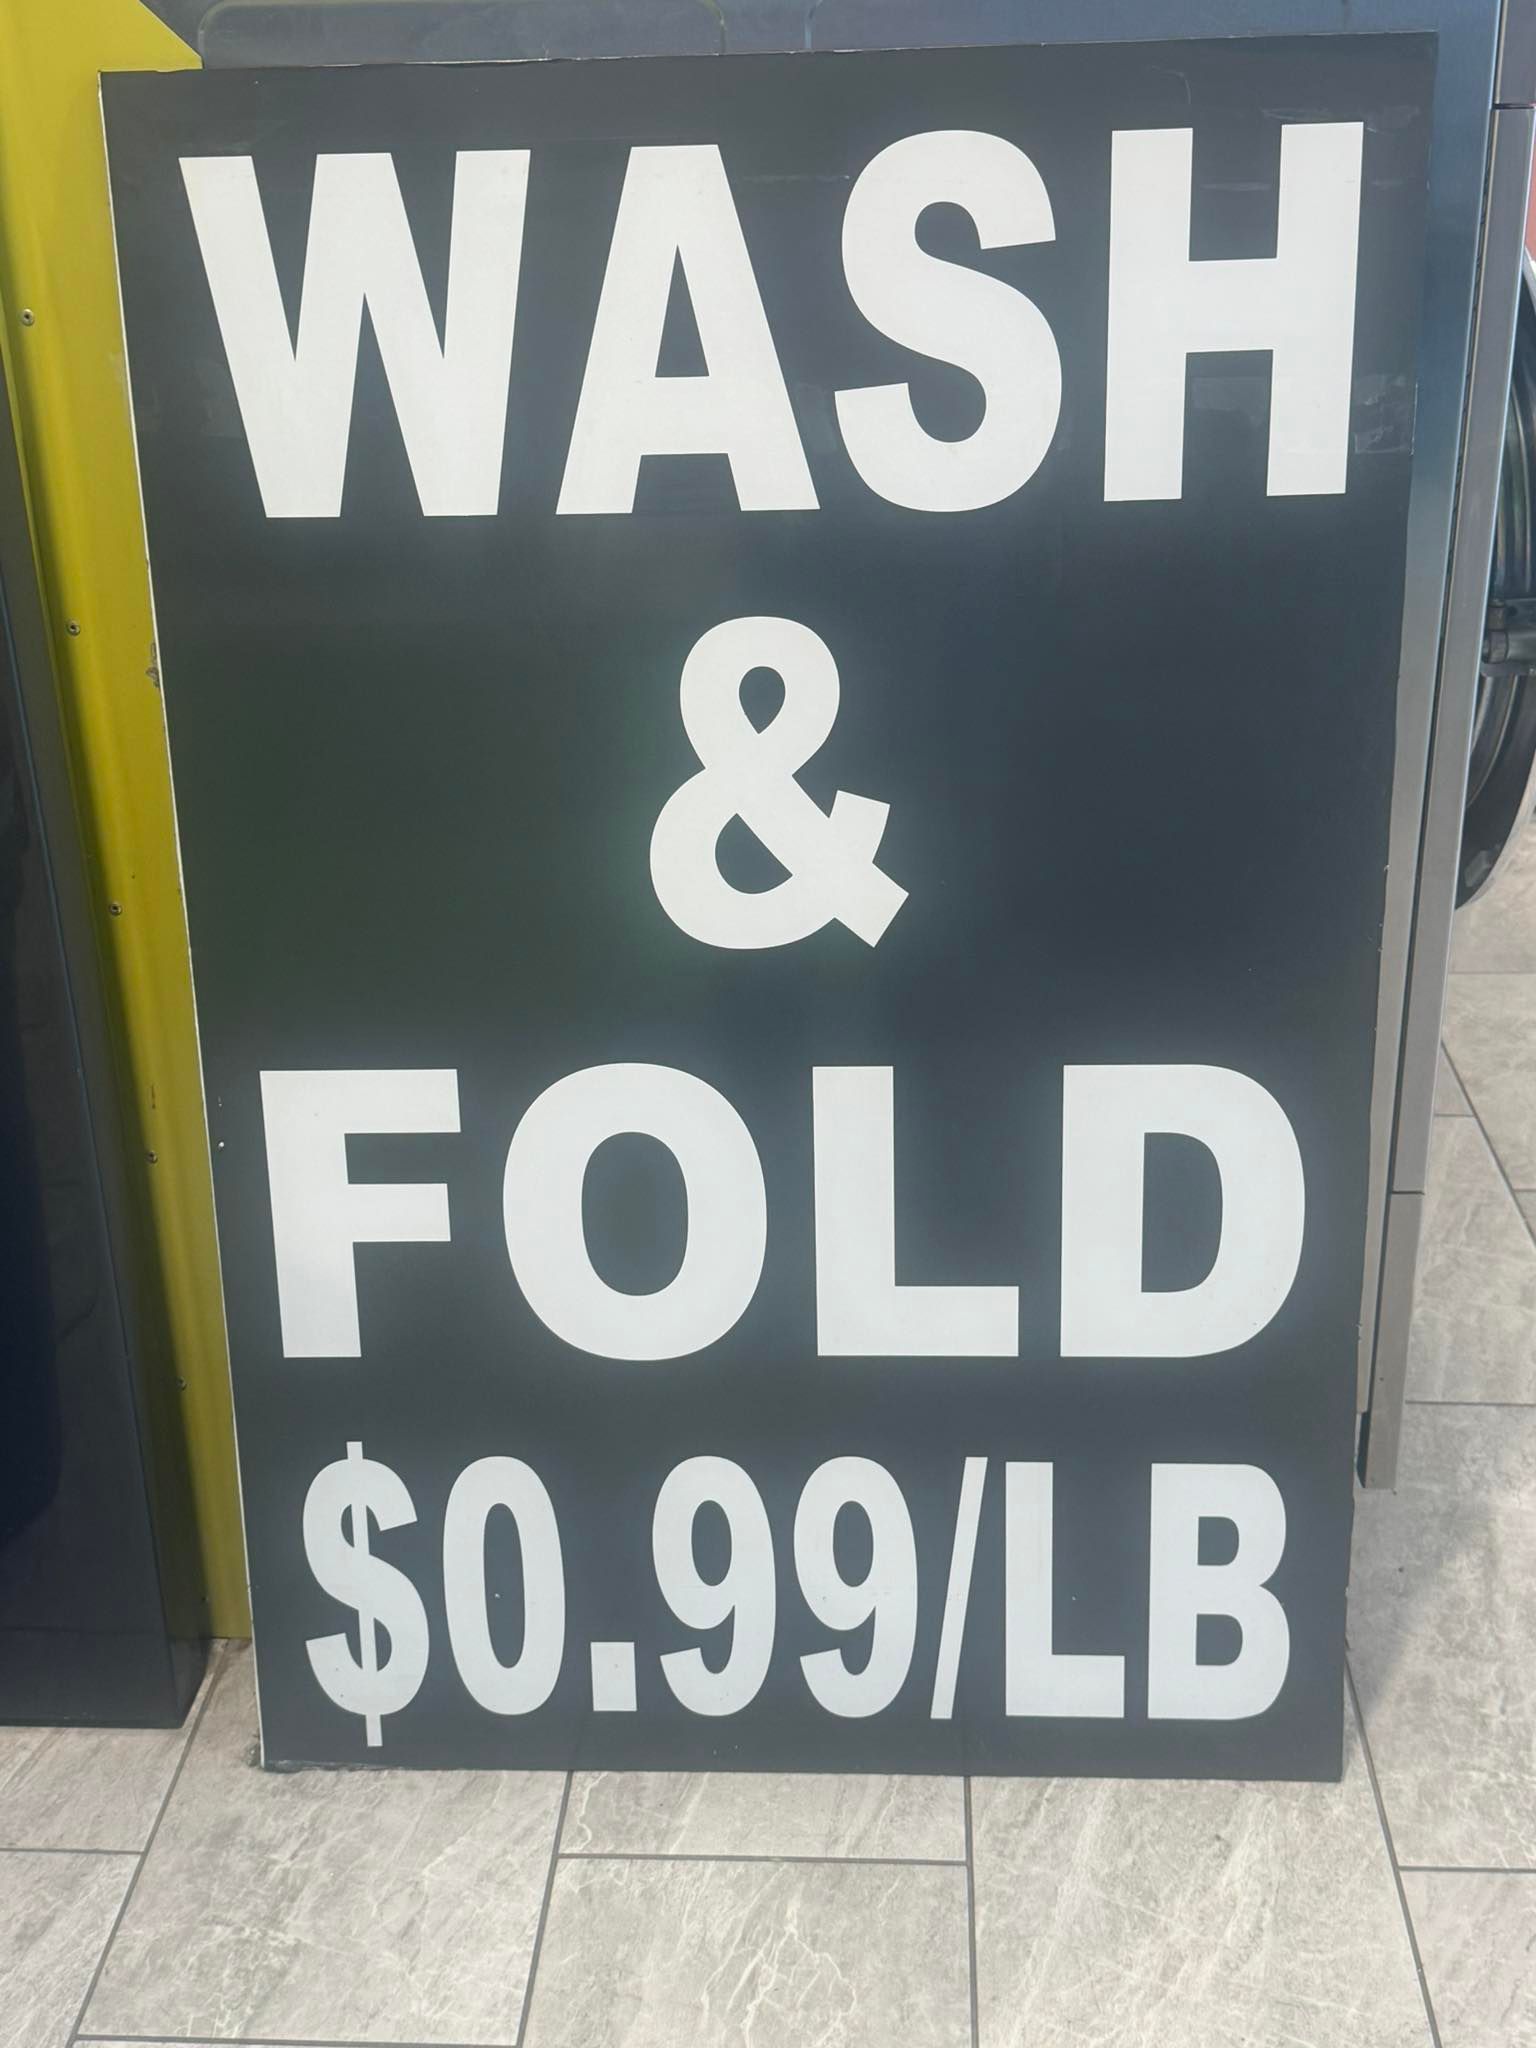 WASH
&
FOLD
$0.99/LB